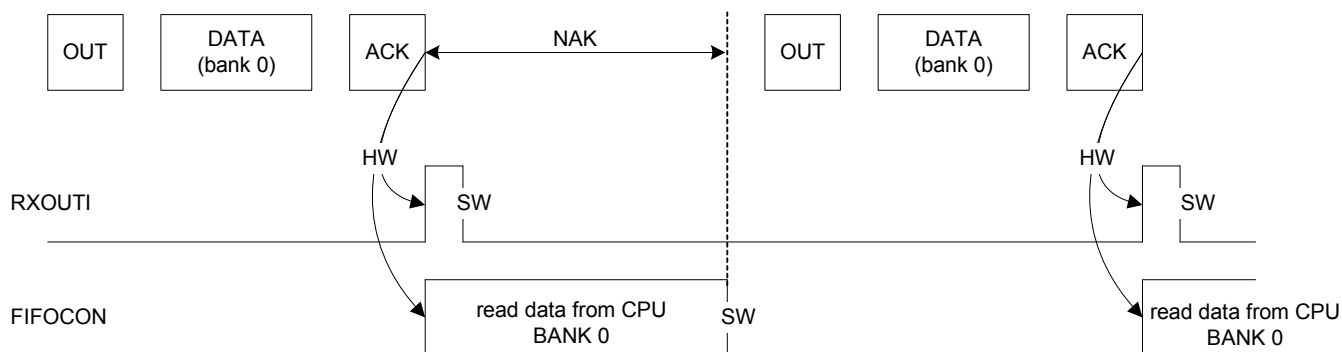 OUT
DATA
(bank 0)
ACK
NAK
OUT
DATA
(bank 0)
ACK
HW
HW
RXOUTI
SW
SW
FIFOCON
read data from CPU
BANK 0
SW
read data from CPU
BANK 0